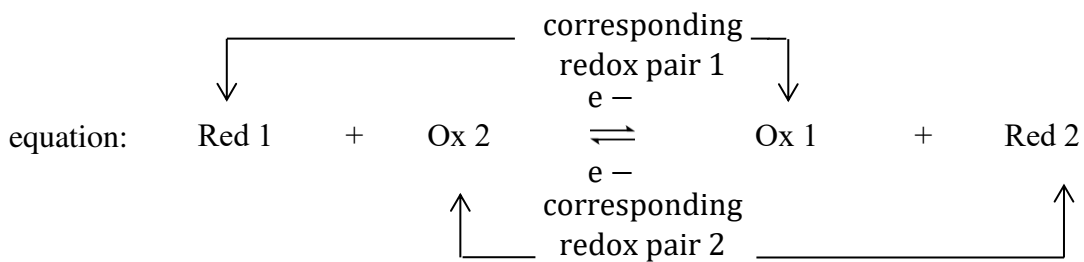 corresponding
redox pair 1
e −
equation: Red 1 + Ox 2 ⇌ Ox 1 + Red 2
e −
corresponding
redox pair 2